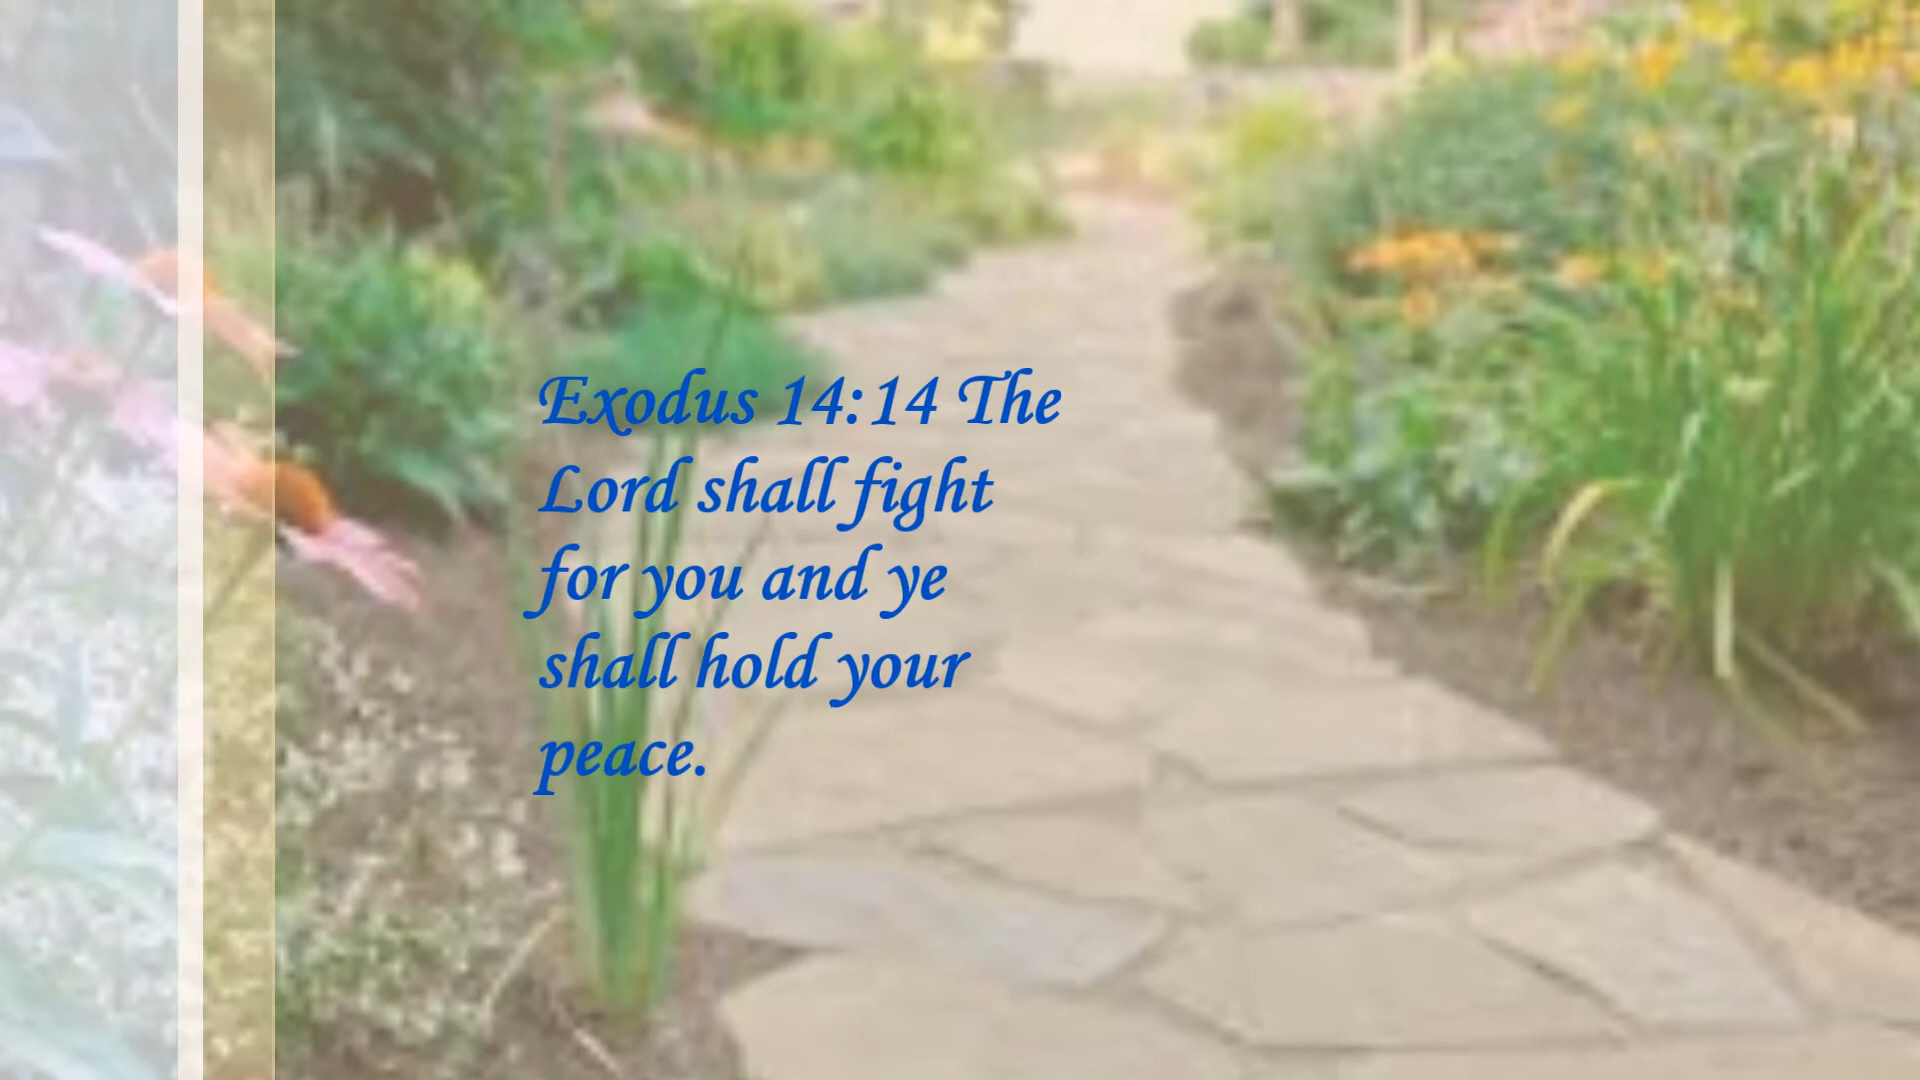 Exodus 14:14 The
Lord shall fight
for you and ye
shall hold your
peace.